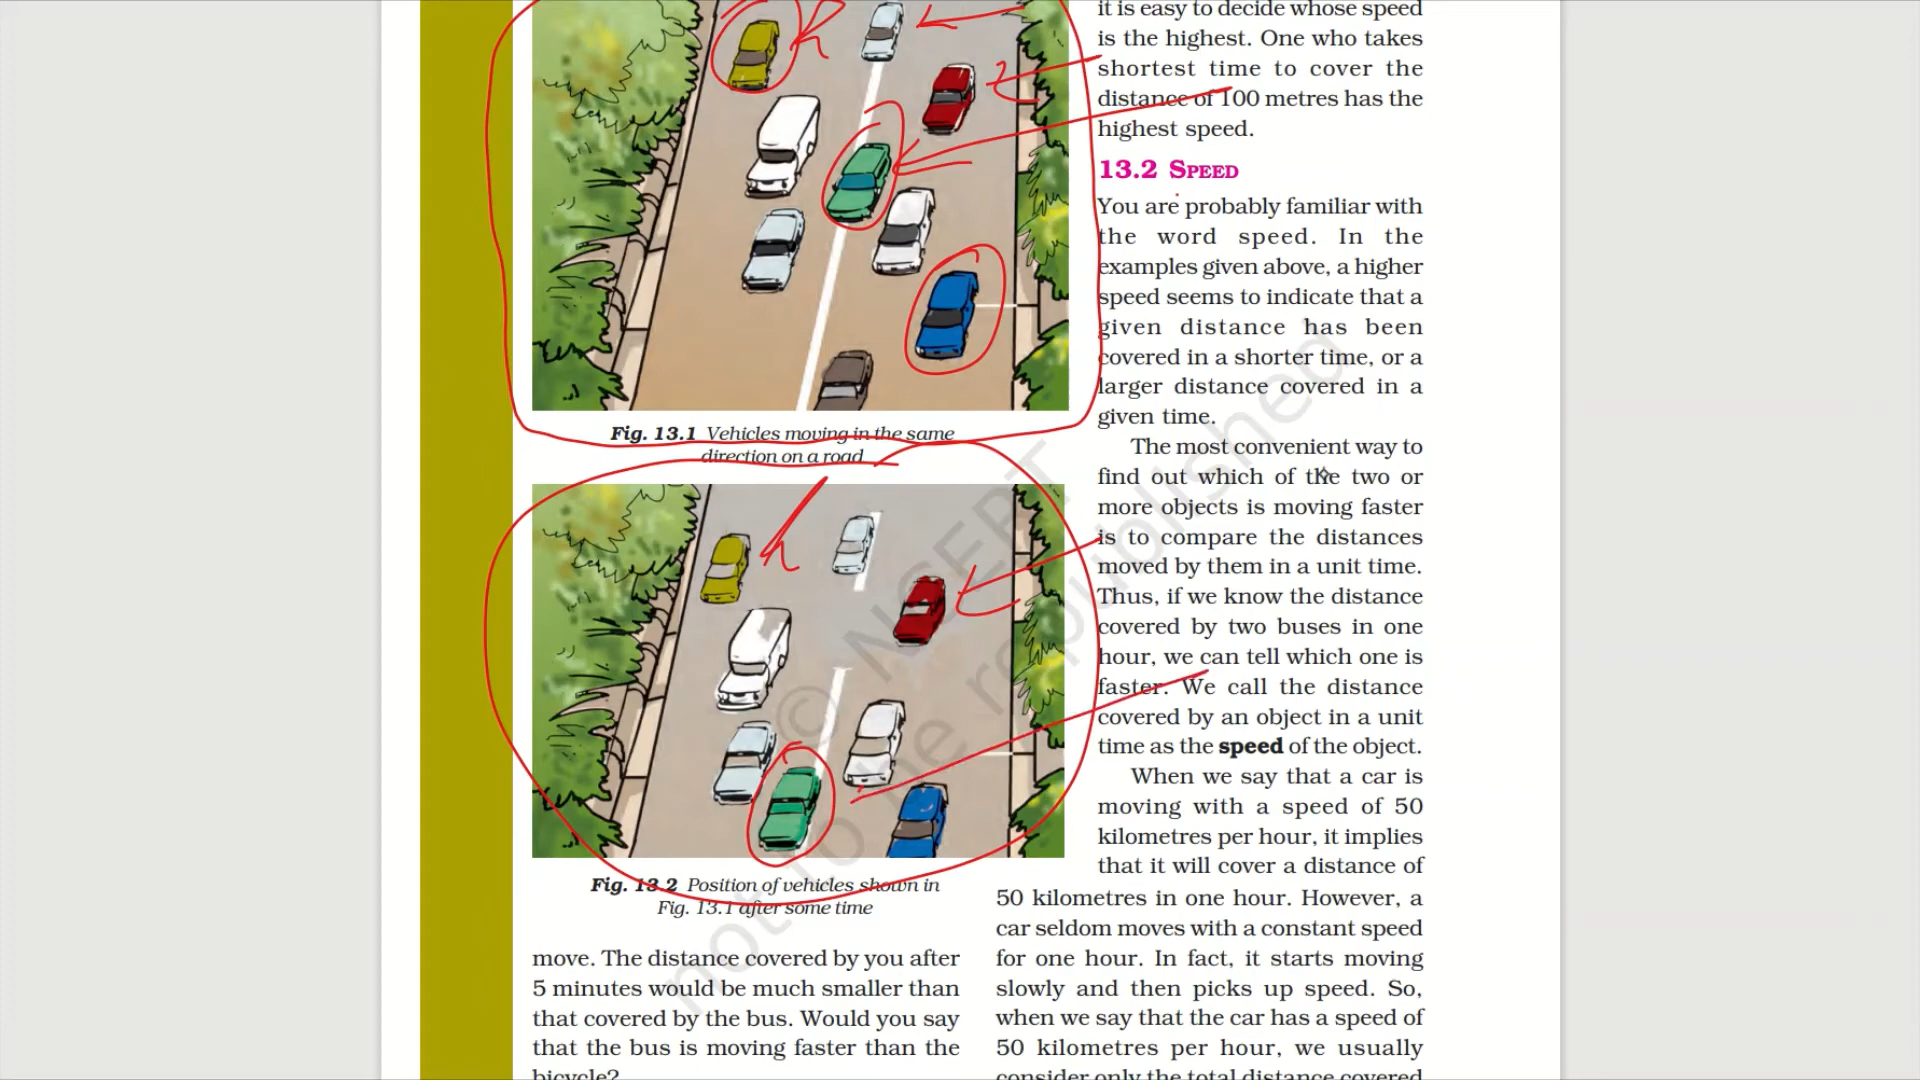 it is easy to decide whose speed
is the highest. One who takes
shortest time to cover the
distance of 100 metres has the
highest speed.
13.2 SPEED
You are probably familiar with
the word speed. In the
examples given above, a higher
speed seems to indicate that a
given distance has been
covered in a shorter time, or a
larger distance covered in a
given time.
The most convenient way to
find out which of the two or
more objects is moving faster
is to compare the distances
moved by them in a unit time.
Thus, if we know the distance
covered by two buses in one
hour, we can tell which one is
faster. We call the distance
covered by an object in a unit
time as the speed of the object.
When we say that a car is
moving with a speed of 50
kilometres per hour, it implies
that it will cover a distance of
50 kilometres in one hour. However, a
car seldom moves with a constant speed
for one hour. In fact, it starts moving
slowly and then picks up speed. So,
when we say that the car has a speed of
50 kilometres per hour, we usually
consider only the total distance covered
Fig. 13.1 Vehicles moving in the same
direction on a road
Fig. 13.2 Position of vehicles shown in
Fig. 13.1 after some time
move. The distance covered by you after
5 minutes would be much smaller than
that covered by the bus. Would you say
that the bus is moving faster than the
bicycle?
© NCERT
not to be republished